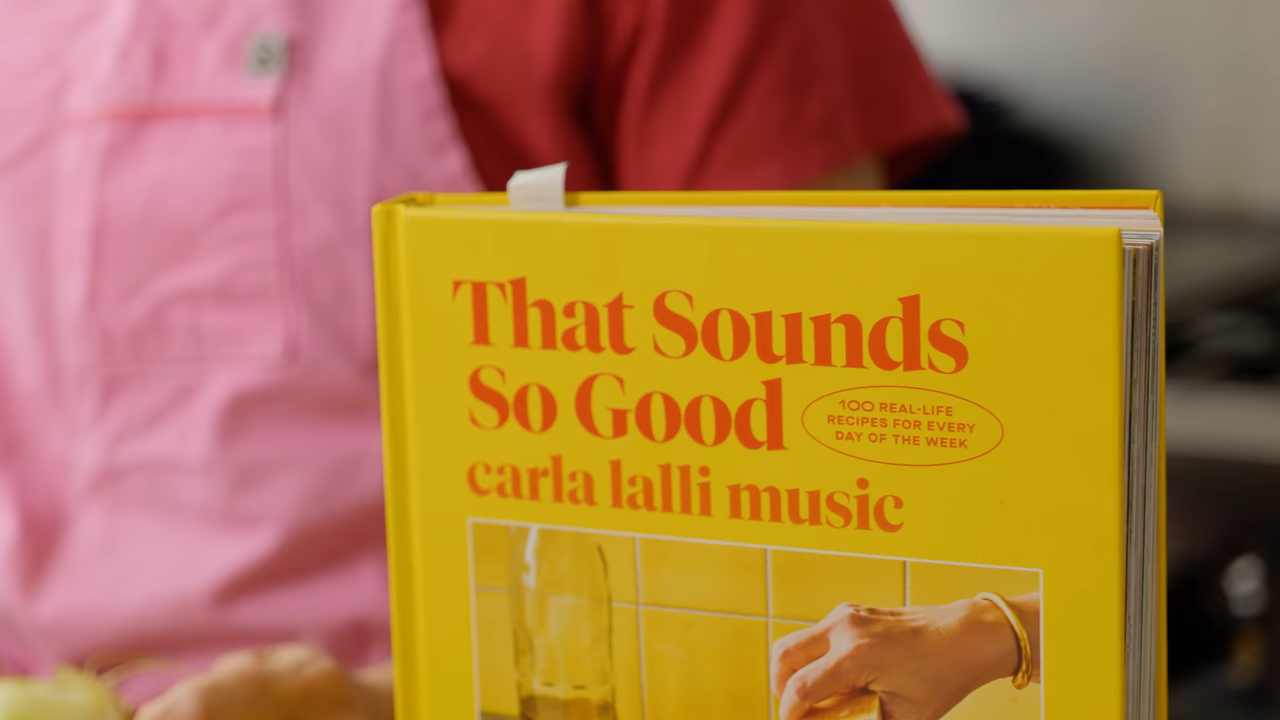 That Sounds
So Good
100 REAL-LIFE
RECIPES FOR EVERY
DAY OF THE WEEK
carla lalli music